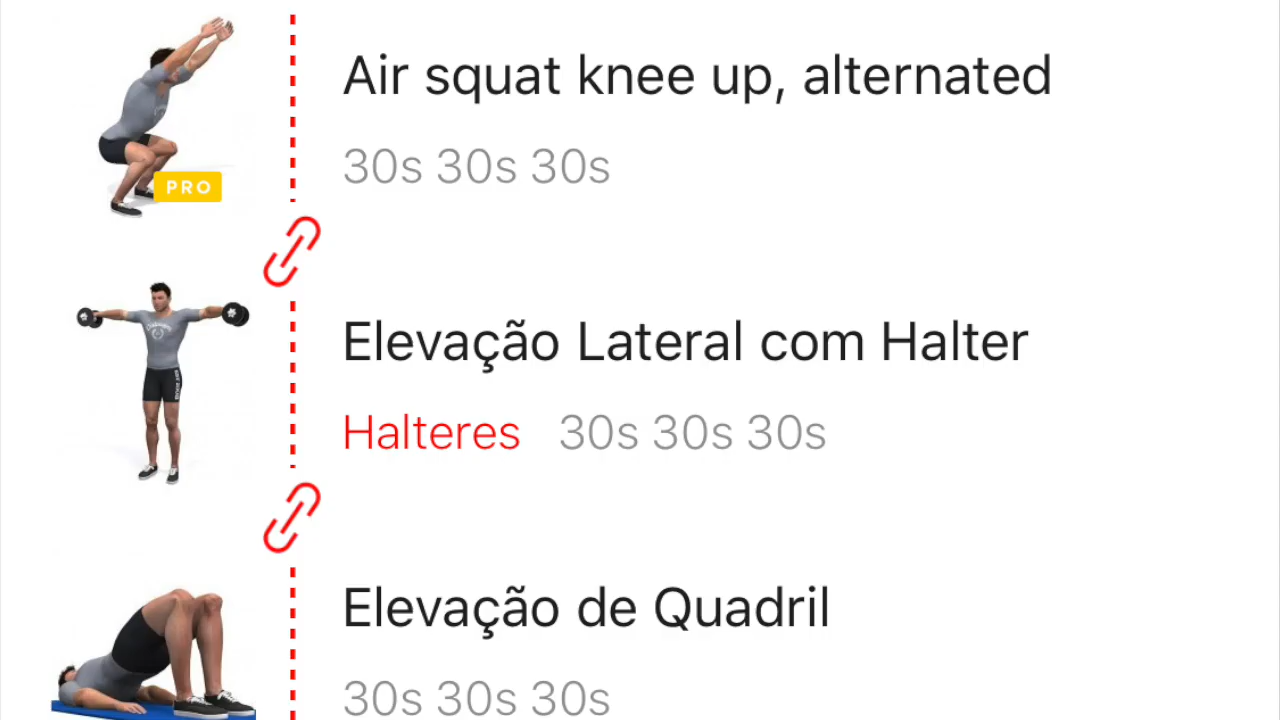 Air squat knee up, alternated
30s 30s 30s
PRO
Elevação Lateral com Halter
Halteres 30s 30s 30s
Elevação de Quadril
30s 30s 30s